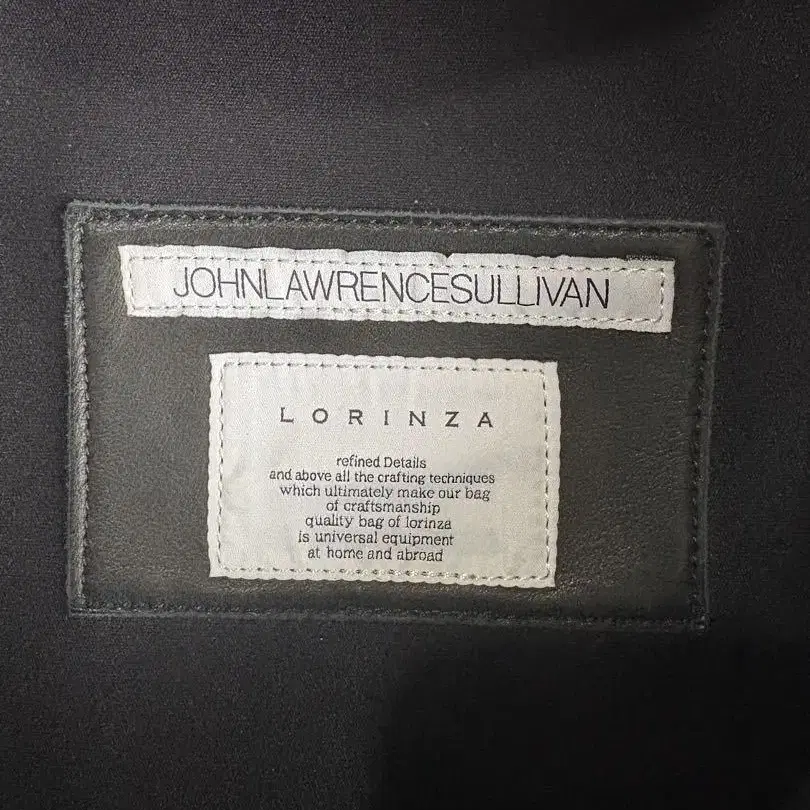 JOHNLAWRENCESULLIVAN
LORINZA
refined Details
and above all the crafting techniques
which ultimately make our bag
of craftsmanship
quality bag of lorinza
is universal equipment
at home and abroad